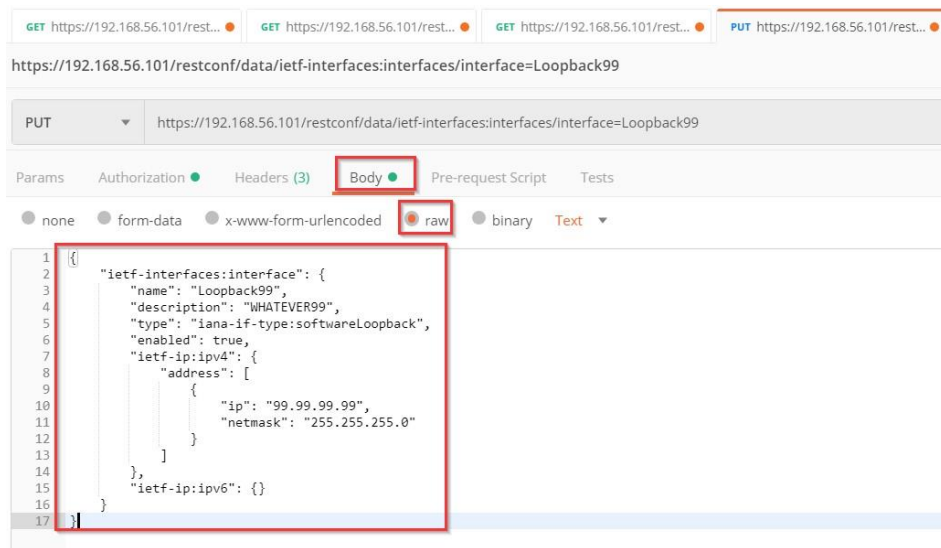 GET https://192.168.56.101/rest... GET https://192.168.56.101/rest... GET https://192.168.56.101/rest... PUT https://192.168.56.101/rest...
https://192.168.56.101/restconf/data/ietf-interfaces:interfaces/interface=Loopback99
PUT https://192.168.56.101/restconf/data/ietf-interfaces:interfaces/interface=Loopback99
Params Authorization Headers (3) Body Pre-request Script Tests
none form-data x-www-form-urlencoded raw binary Text
1 {
2 "ietf-interfaces:interface": {
3 "name": "Loopback99",
4 "description": "WHATEVER99",
5 "type": "iana-if-type:softwareLoopback",
6 "enabled": true,
7 "ietf-ip:ipv4": {
8 "address": [
9 {
10 "ip": "99.99.99.99",
11 "netmask": "255.255.255.0"
12 }
13 ]
14 },
15 "ietf-ip:ipv6": {}
16 }
17 }